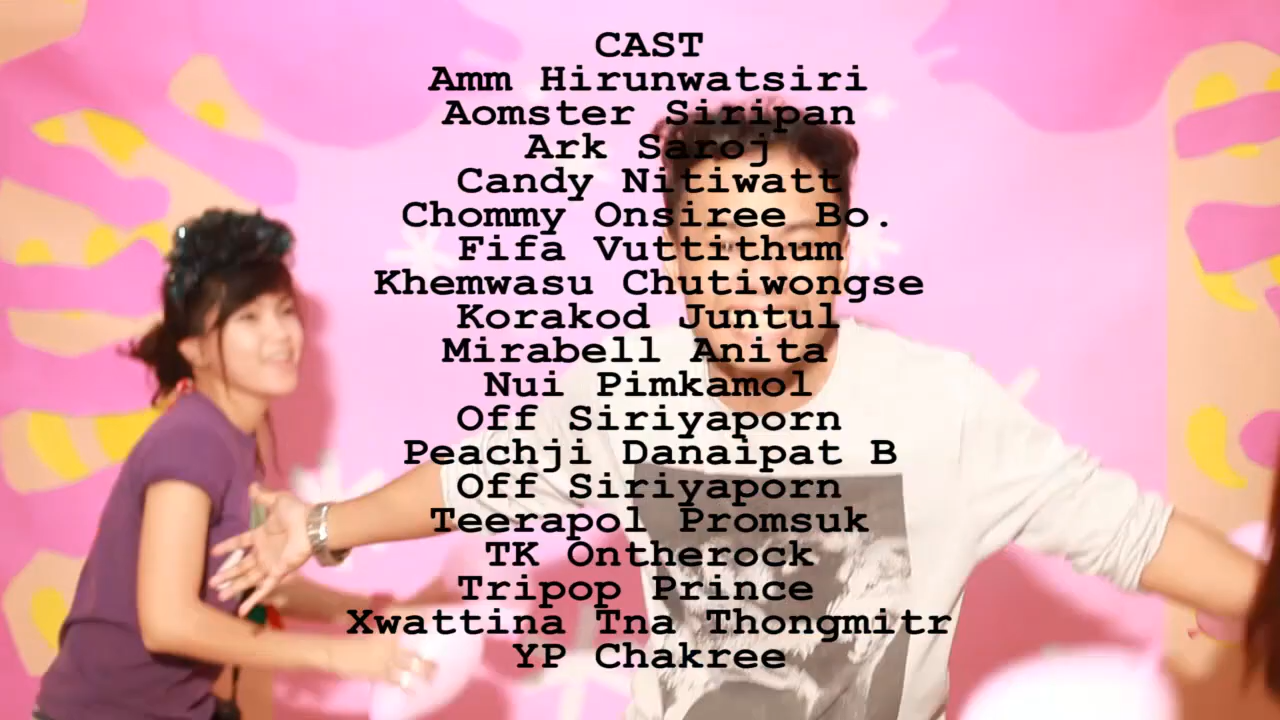 CAST
Amm Hirunwatsiri
Aomster Siripan
Ark Saroj
Candy Nitiwatt
Chommy Onsiree Bo.
Fifa Vuttithum
Khemwasu Chutiwongse
Korakod Juntul
Mirabell Anita
Nui Pimkamol
Off Siriyaporn
Peachji Danaipat B
Off Siriyaporn
Teerapol Promsuk
TK Ontherock
Tripop Prince
Xwattina Tna Thongmitr
YP Chakree